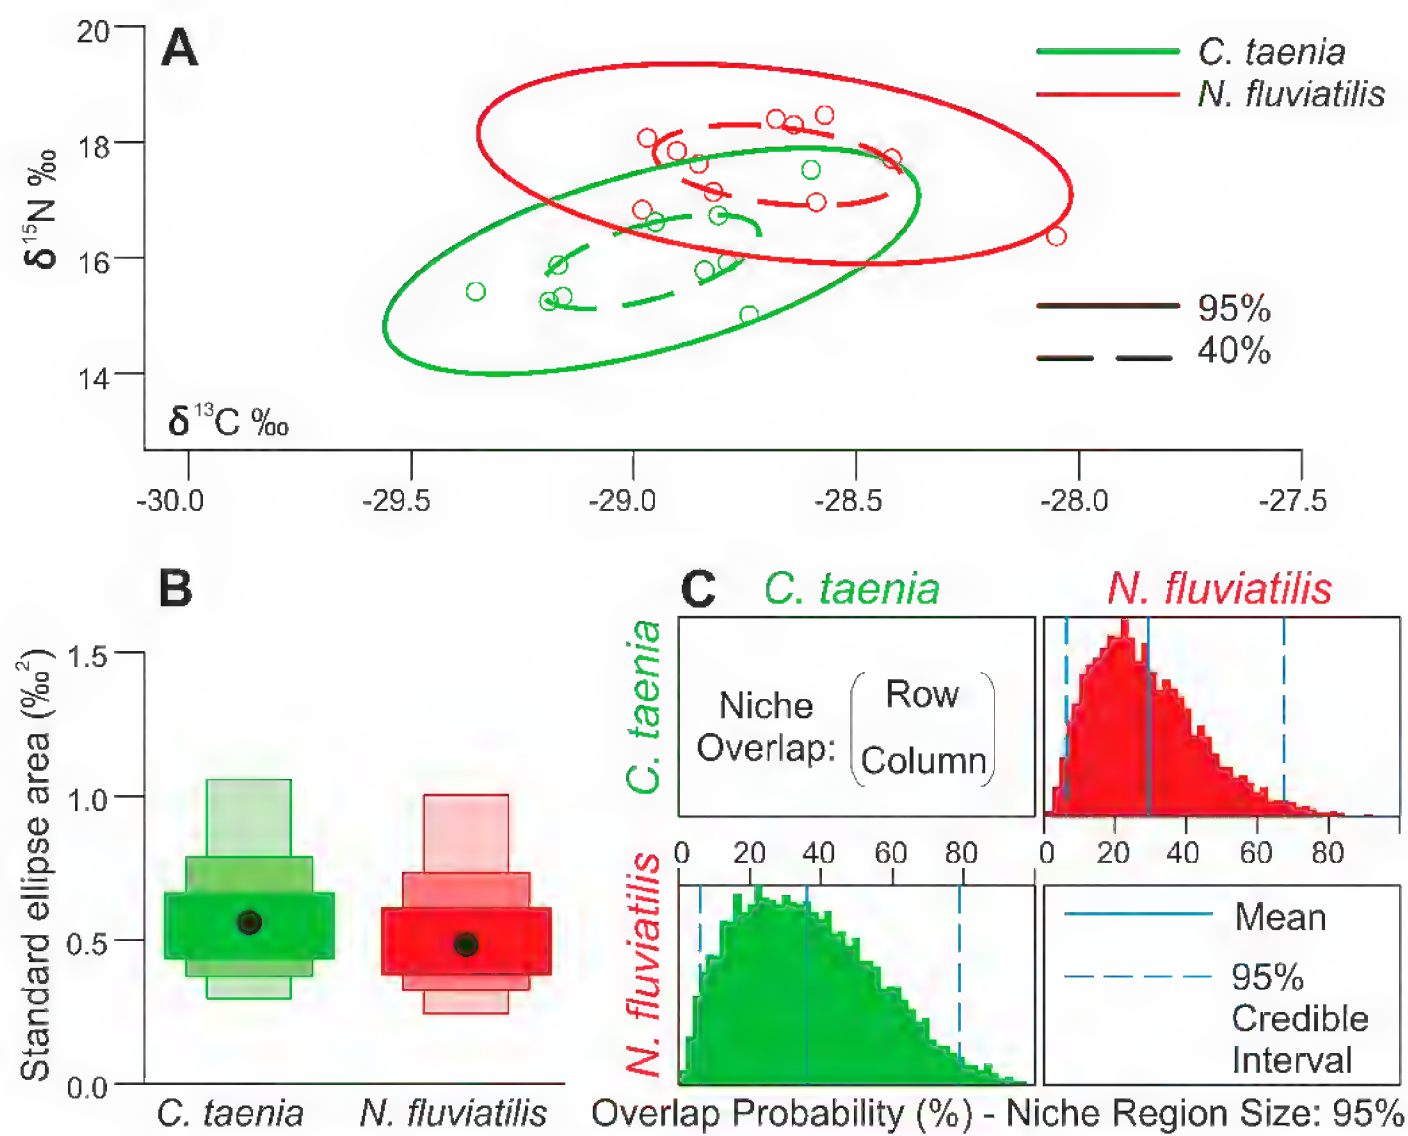 A
20
18
16
14
δ¹⁵N ‰
δ¹³C ‰
C. taenia
N. fluviatilis
95%
40%
-30.0
-29.5
-29.0
-28.5
-28.0
-27.5
B
Standard ellipse area (‰²)
1.5
1.0
0.5
0.0
C. taenia
N. fluviatilis
C
C. taenia
N. fluviatilis
C. taenia
Niche
Overlap:
Row
Column
0 20 40 60 80
0 20 40 60 80
N. fluviatilis
Mean
95%
Credible
Interval
Overlap Probability (%) - Niche Region Size: 95%